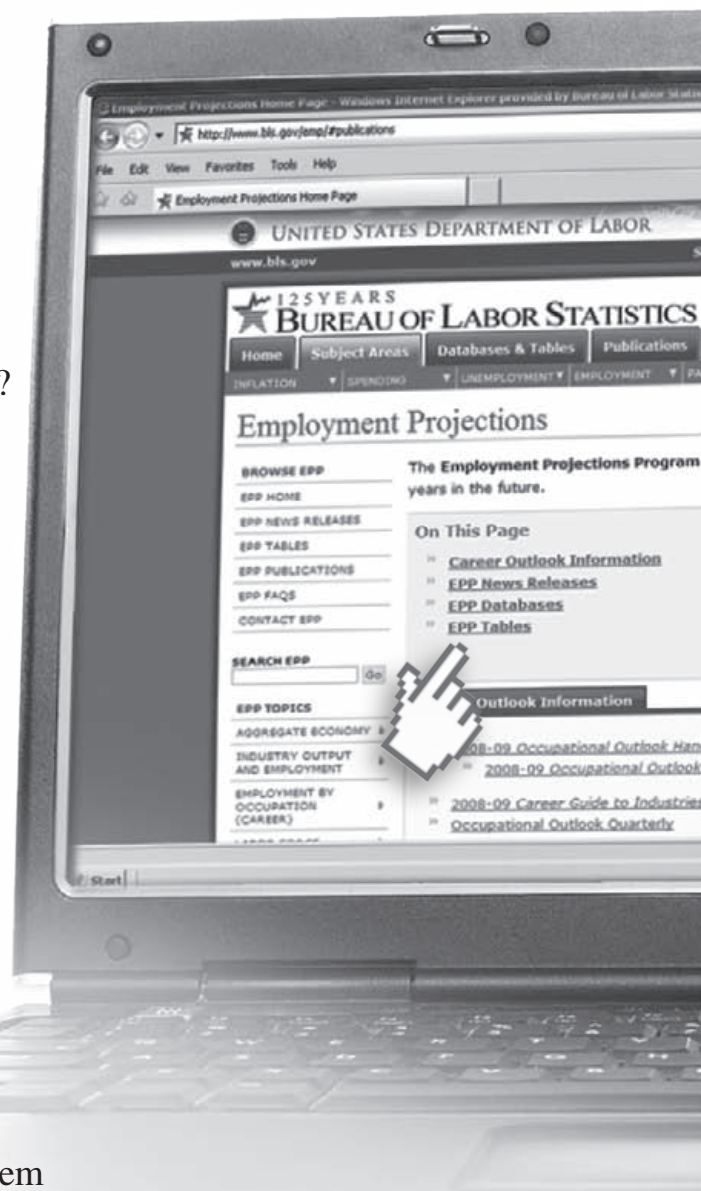 Employment Projections Home Page - Windows Internet Explorer provided by Bureau of Labor
http://www.bls.gov/emp/#publications
File Edit View Favorites Tools Help
Employment Projections Home Page
UNITED STATES DEPARTMENT OF LABOR
www.bls.gov
S
125 YEARS
BUREAU OF LABOR STATISTICS
Home Subject Areas Databases & Tables Publications
?
INFLATION SPENDING UNEMPLOYMENT EMPLOYMENT PA
Employment Projections
BROWSE EPP
EPP HOME
EPP NEWS RELEASES
EPP TABLES
EPP PUBLICATIONS
EPP FAQS
CONTACT EPP
SEARCH EPP
Go
EPP TOPICS
AGGREGATE ECONOMY
INDUSTRY OUTPUT
AND EMPLOYMENT
EMPLOYMENT BY
OCCUPATION
(CAREER)
The Employment Projections Program
years in the future.
On This Page
Career Outlook Information
EPP News Releases
EPP Databases
EPP Tables
Outlook Information
08-09 Occupational Outlook Han
2008-09 Occupational Outlook
2008-09 Career Guide to Industries
Occupational Outlook Quarterly
Start
em